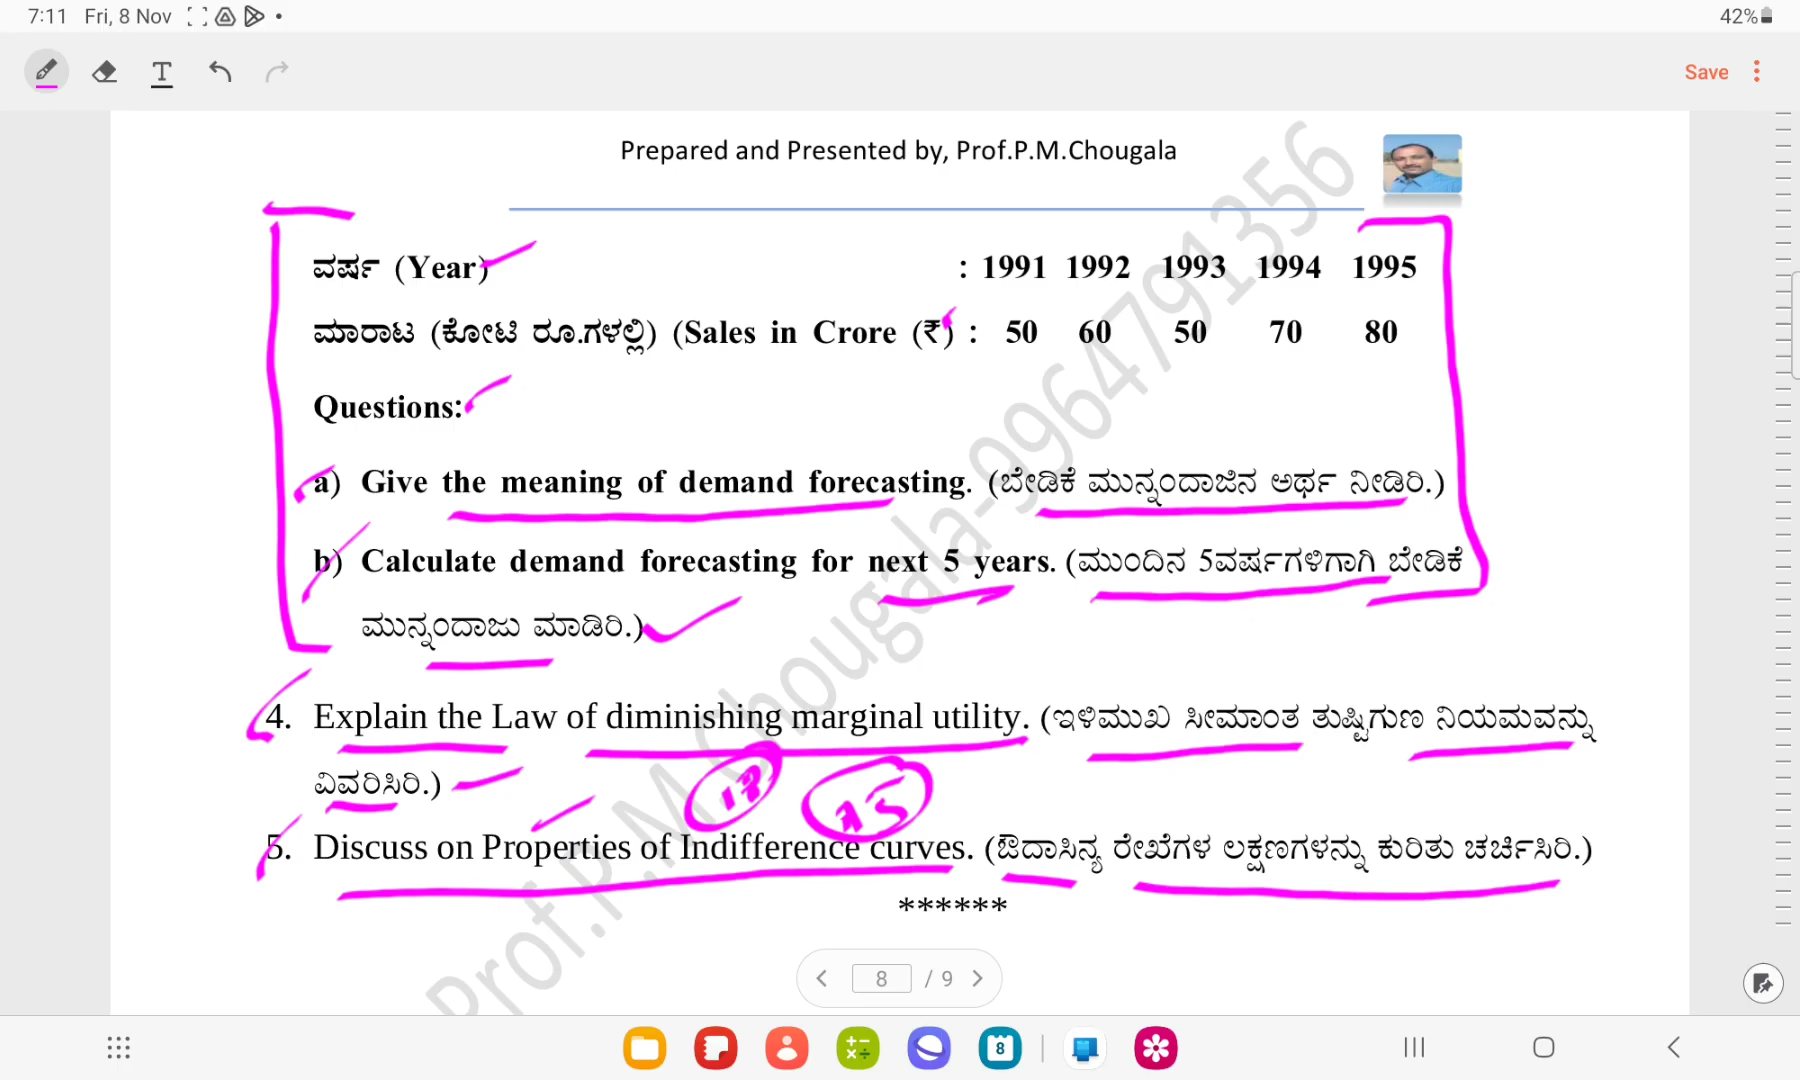 7:11 Fri, 8 Nov
42%
Save
Prepared and Presented by, Prof.P.M.Chougala
ವರ್ಷ (Year) : 1991 1992 1993 1994 1995
ಮಾರಾಟ (ಕೋಟಿ ರೂ.ಗಳಲ್ಲಿ) (Sales in Crore (₹) : 50 60 50 70 80
Questions:
a) Give the meaning of demand forecasting. (ಬೇಡಿಕೆ ಮುನ್ನಂದಾಜಿನ ಅರ್ಥ ನೀಡಿರಿ.)
b) Calculate demand forecasting for next 5 years. (ಮುಂದಿನ 5ವರ್ಷಗಳಿಗಾಗಿ ಬೇಡಿಕೆ
ಮುನ್ನಂದಾಜು ಮಾಡಿರಿ.)
4. Explain the Law of diminishing marginal utility. (ಇಳಿಮುಖ ಸೀಮಾಂತ ತುಷ್ಟಿಗುಣ ನಿಯಮವನ್ನು
ವಿವರಿಸಿರಿ.)
5. Discuss on Properties of Indifference curves. (ಔದಾಸಿನ್ಯ ರೇಖೆಗಳ ಲಕ್ಷಣಗಳನ್ನು ಕುರಿತು ಚರ್ಚಿಸಿರಿ.)
******
Prof.P.M.Chougala-9964791356
8 / 9
8